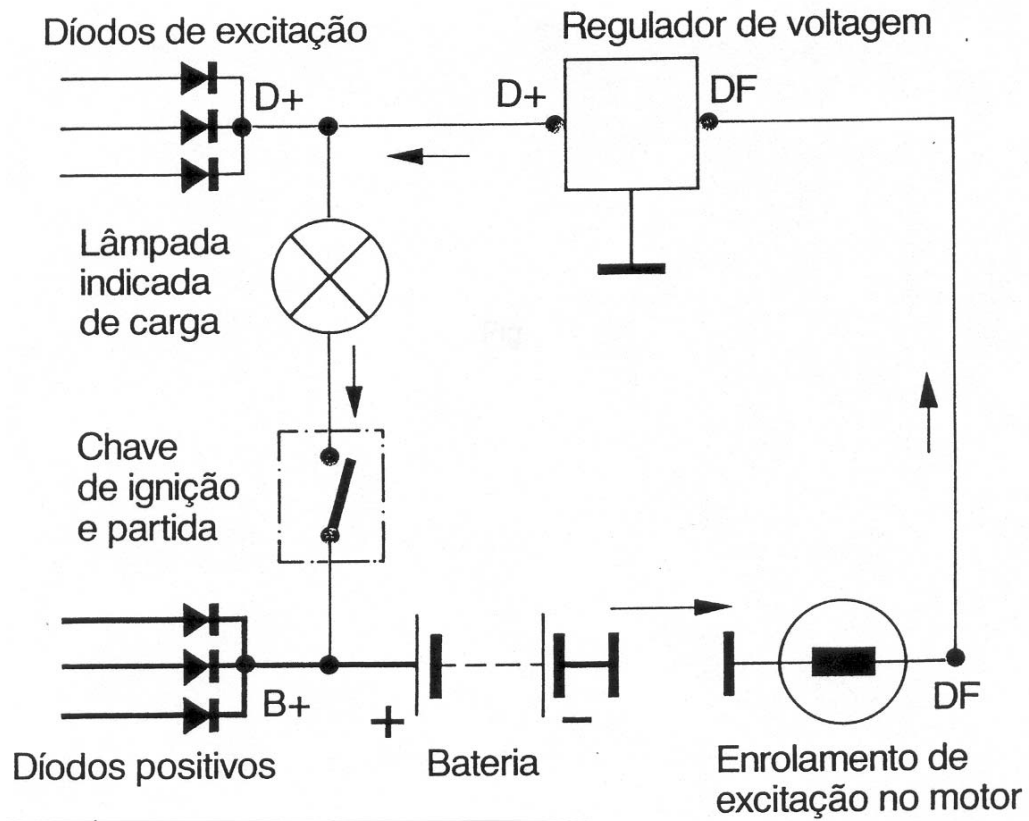 Díodos de excitação
Regulador de voltagem
D+
D+
DF
Lâmpada
indicada
de carga
Chave
de ignição
e partida
B+
+
-
DF
Díodos positivos
Bateria
Enrolamento de
excitação no motor